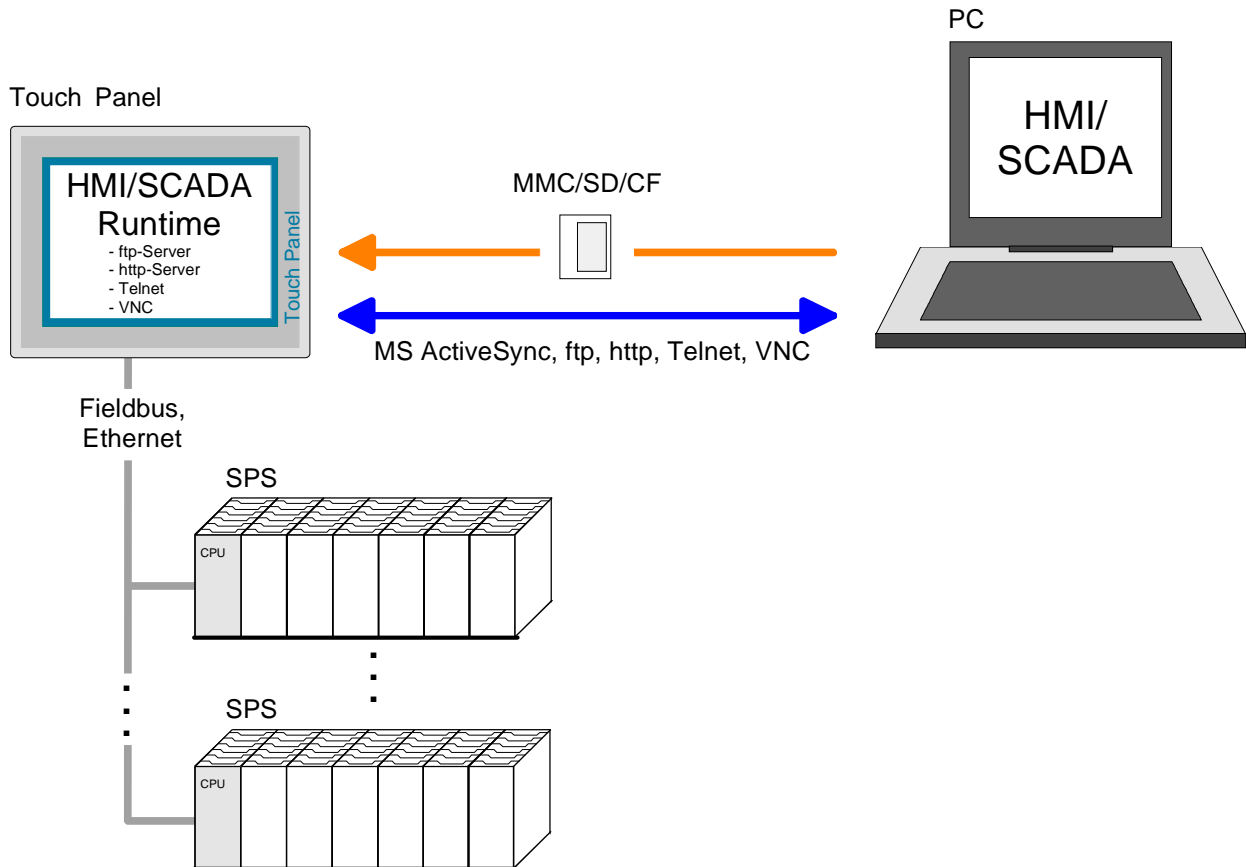 PC
Touch Panel
HMI/SCADA
Runtime
- ftp-Server
- http-Server
- Telnet
- VNC
Touch Panel
MMC/SD/CF
HMI/
SCADA
MS ActiveSync, ftp, http, Telnet, VNC
Fieldbus,
Ethernet
SPS
CPU
SPS
CPU